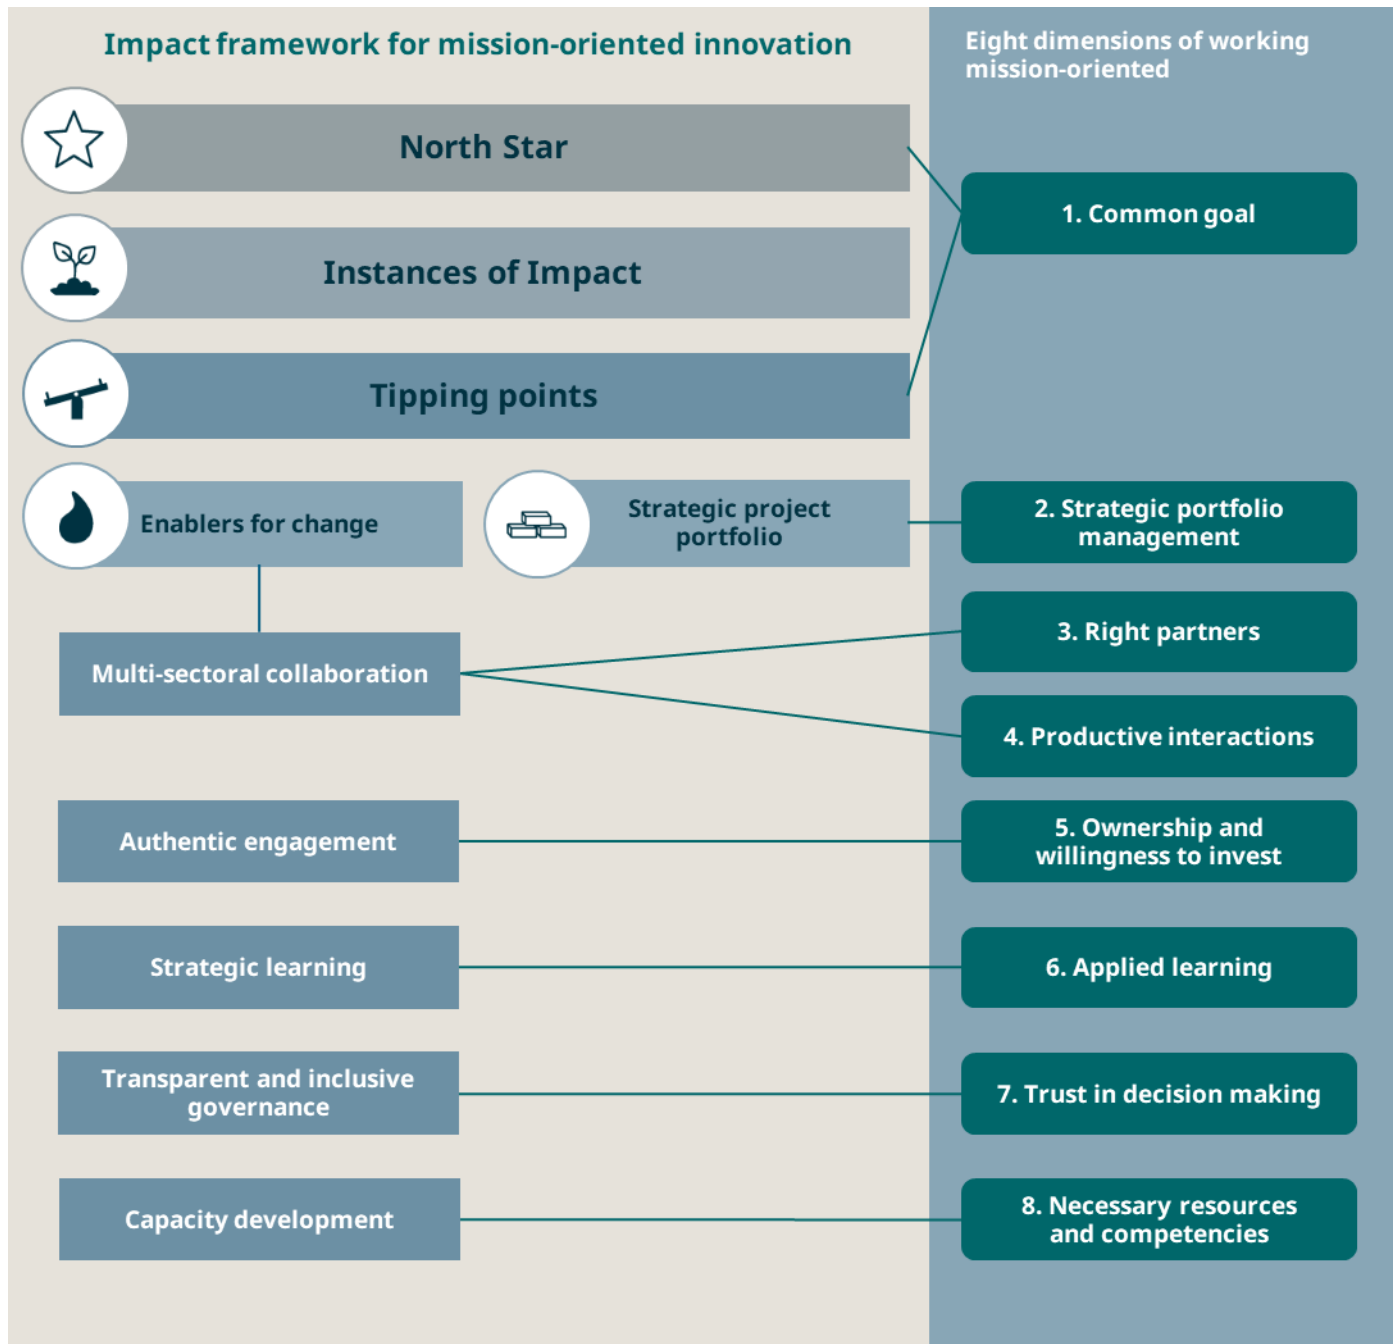 Impact framework for mission-oriented innovation
Eight dimensions of working
mission-oriented
North Star
1. Common goal
Instances of Impact
Tipping points
Enablers for change
Strategic project
portfolio
2. Strategic portfolio
management
3. Right partners
Multi-sectoral collaboration
4. Productive interactions
Authentic engagement
5. Ownership and
willingness to invest
Strategic learning
6. Applied learning
Transparent and inclusive
governance
7. Trust in decision making
Capacity development
8. Necessary resources
and competencies